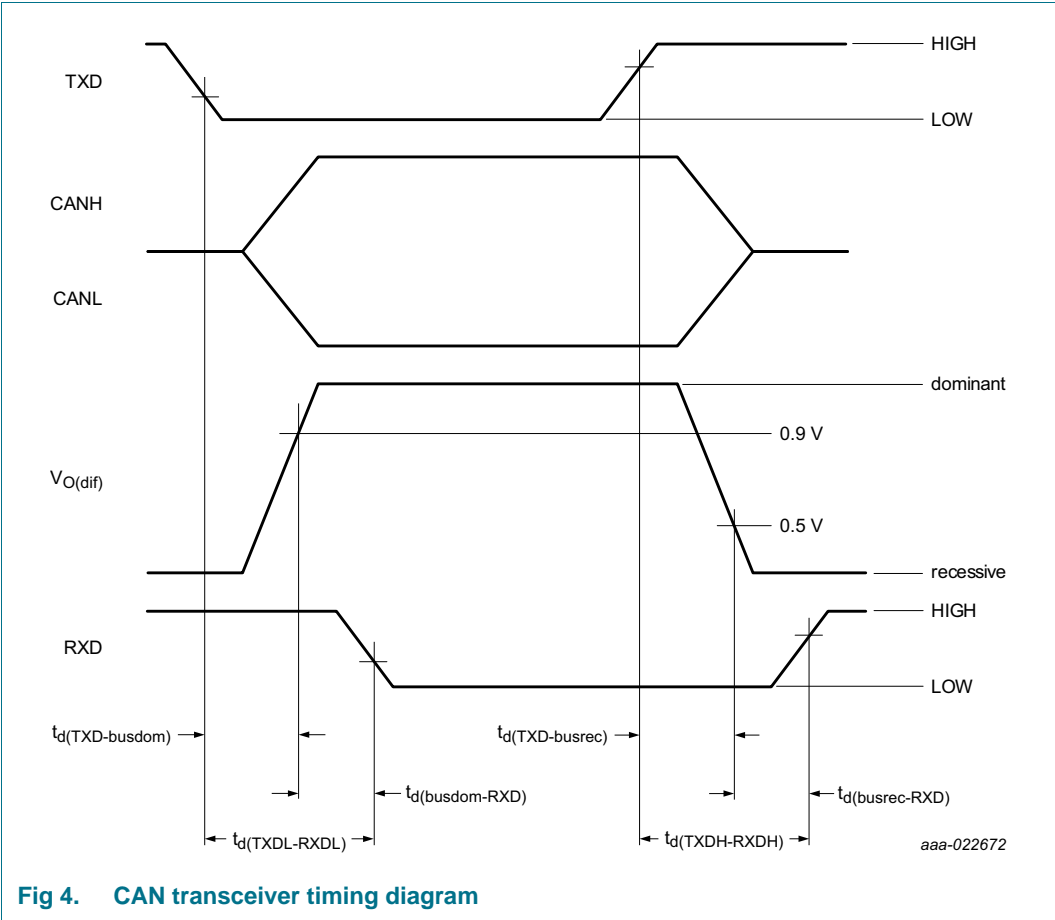 HIGH
TXD
LOW
CANH
CANL
dominant
0.9 V
VO(dif)
0.5 V
recessive
HIGH
RXD
LOW
td(TXD-busdom)
td(TXD-busrec)
td(busdom-RXD)
td(busrec-RXD)
td(TXDL-RXDL)
td(TXDH-RXDH)
aaa-022672
Fig 4. CAN transceiver timing diagram